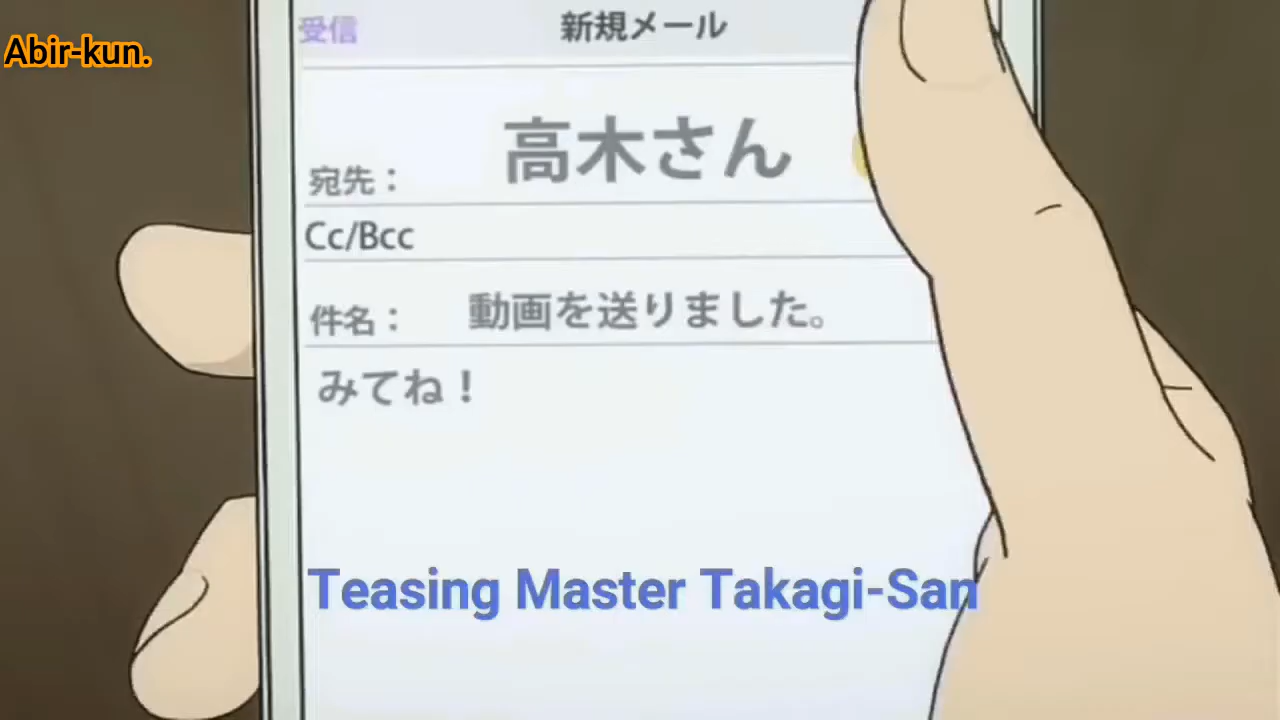 Abir-kun.
受信 新規メール
宛先： 高木さん
Cc/Bcc
件名： 動画を送りました。
みてね！
Teasing Master Takagi-San